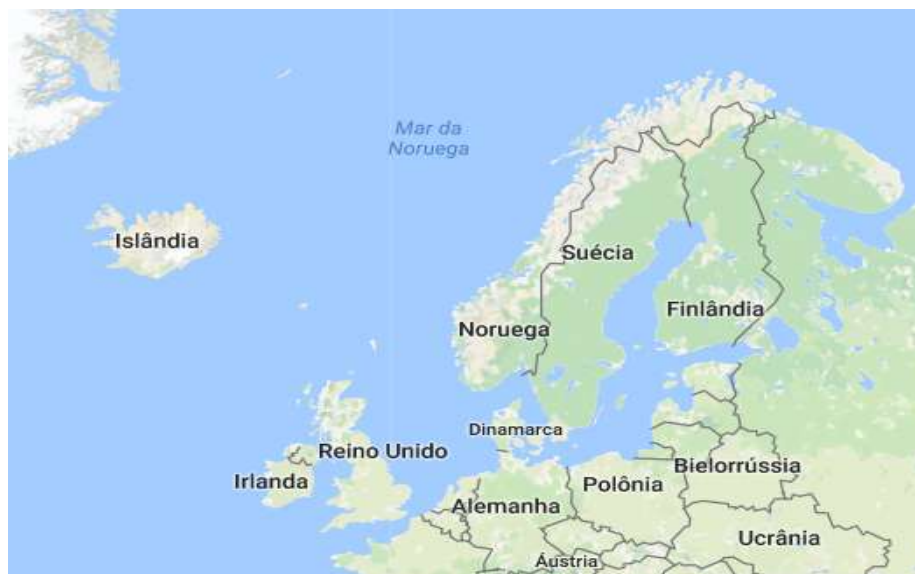 Mar da
Noruega
Islândia
Suécia
Finlândia
Noruega
Dinamarca
Reino Unido
Irlanda
Bielorrússia
Polônia
Alemanha
Ucrânia
Áustria